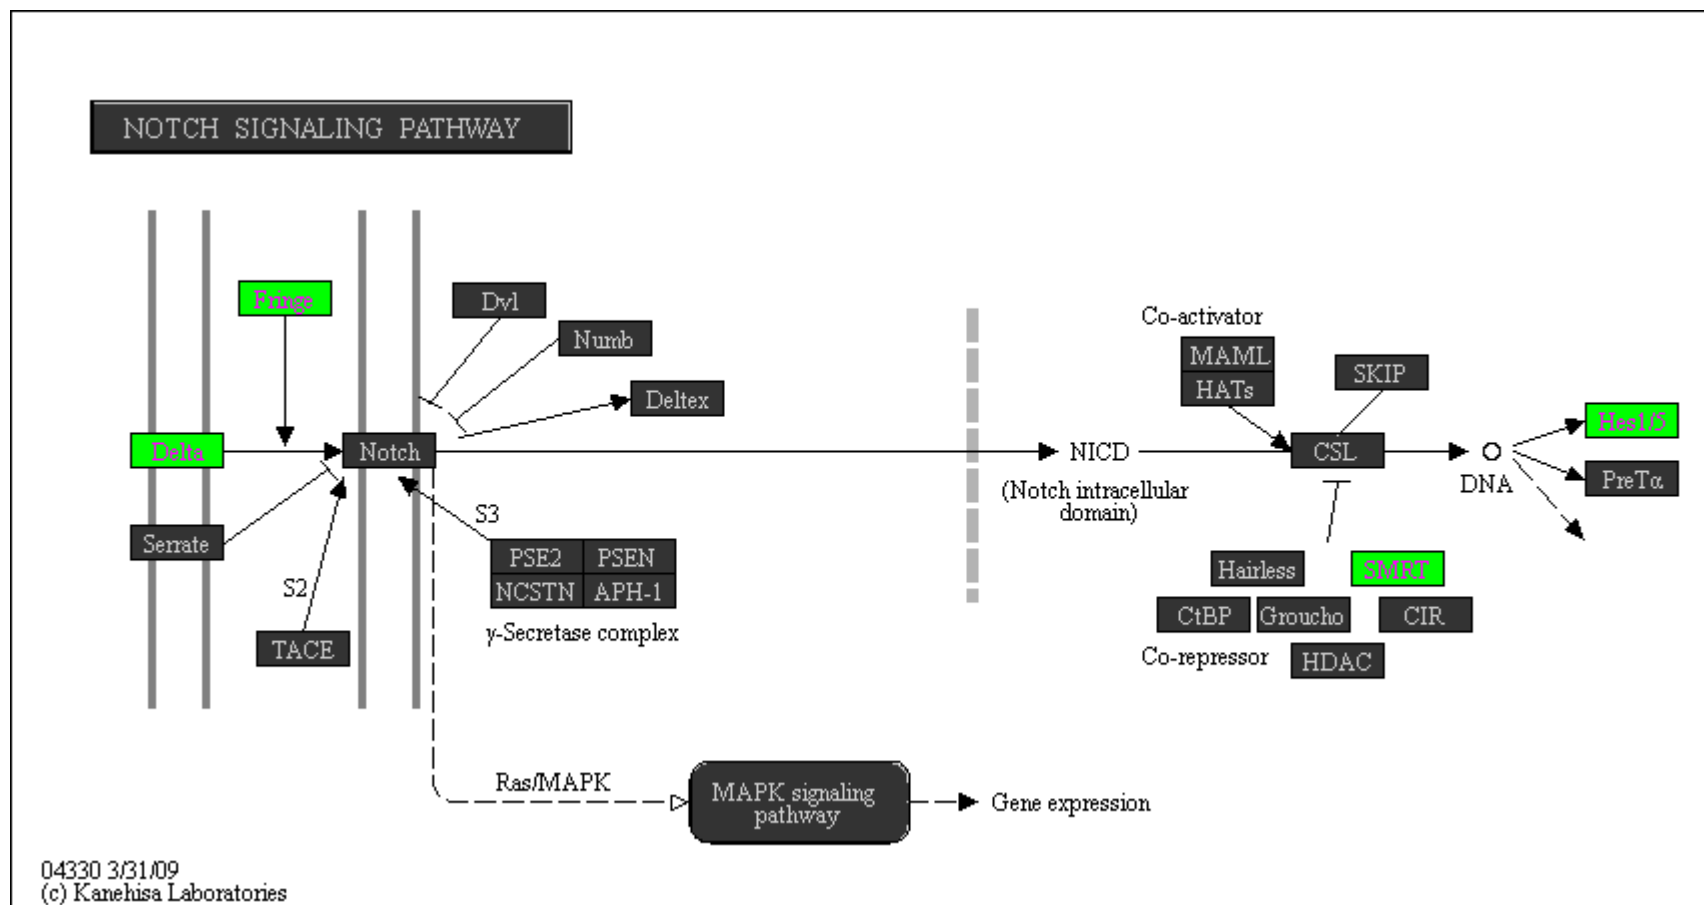 NOTCH SIGNALING PATHWAY
Fringe
Dvl
Numb
Deltex
Delta
Notch
Serrate
S2
TACE
S3
PSE2 PSEN
NCSTN APH-1
γ-Secretase complex
Co-activator
MAML
HATs
SKIP
NICD
(Notch intracellular
domain)
CSL
DNA
Hes1/5
PreTα
Hairless SMRT
CtBP Groucho CIR
Co-repressor HDAC
Ras/MAPK
MAPK signaling
pathway
Gene expression
04330 3/31/09
(c) Kanehisa Laboratories